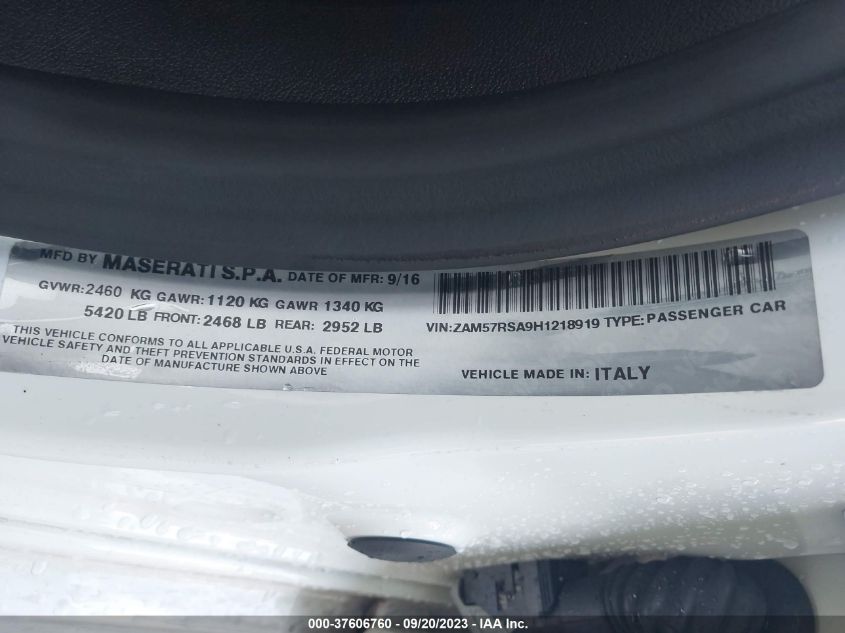 MFD BY MASERATI S.P.A. DATE OF MFR: 9/16
GVWR:2460 KG GAWR:1120 KG GAWR 1340 KG
5420 LB FRONT: 2468 LB REAR: 2952 LB
THIS VEHICLE CONFORMS TO ALL APPLICABLE U.S.A. FEDERAL MOTOR
VEHICLE SAFETY AND THEFT PREVENTION STANDARDS IN EFFECT ON THE
DATE OF MANUFACTURE SHOWN ABOVE
VIN:ZAM57RSA9H1218919 TYPE:PASSENGER CAR
VEHICLE MADE IN: ITALY
000-37606760 - 09/20/2023 - IAA Inc.